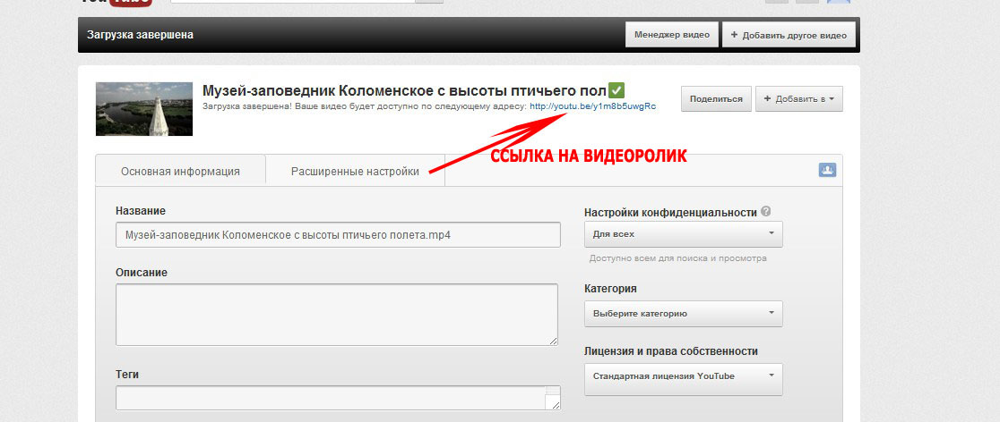 YouTube
Загрузка завершена
Менеджер видео
+ Добавить другое видео
Музей-заповедник Коломенское с высоты птичьего пол
Загрузка завершена! Ваше видео будет доступно по следующему адресу: http://youtu.be/y1m8b5uwgRc
Поделиться
+ Добавить в
ССЫЛКА НА ВИДЕОРОЛИК
Основная информация
Расширенные настройки
Название
Музей-заповедник Коломенское с высоты птичьего полета.mp4
Описание
Теги
Настройки конфиденциальности ?
Для всех
Доступно всем для поиска и просмотра
Категория
Выберите категорию
Лицензия и права собственности
Стандартная лицензия YouTube